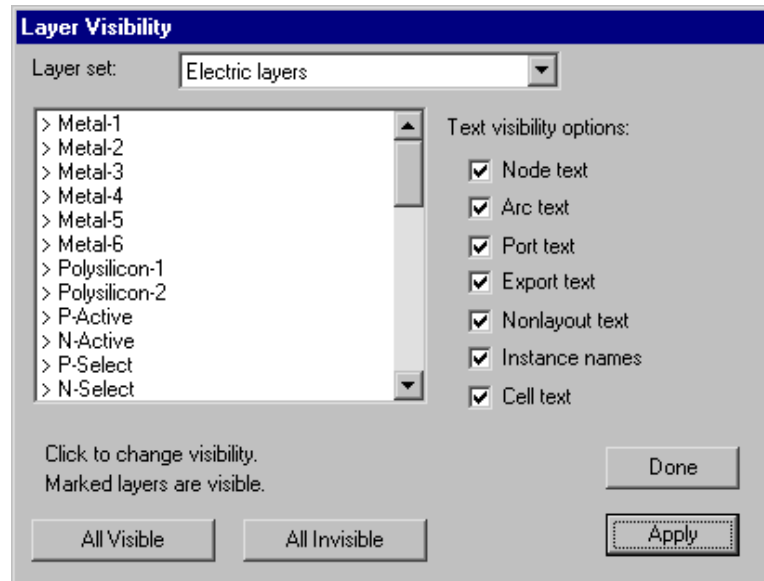 Layer Visibility
Layer set: Electric layers
> Metal-1
> Metal-2
> Metal-3
> Metal-4
> Metal-5
> Metal-6
> Polysilicon-1
> Polysilicon-2
> P-Active
> N-Active
> P-Select
> N-Select
Text visibility options:
Node text
Arc text
Port text
Export text
Nonlayout text
Instance names
Cell text
Click to change visibility.
Marked layers are visible.
Done
All Visible
All Invisible
Apply